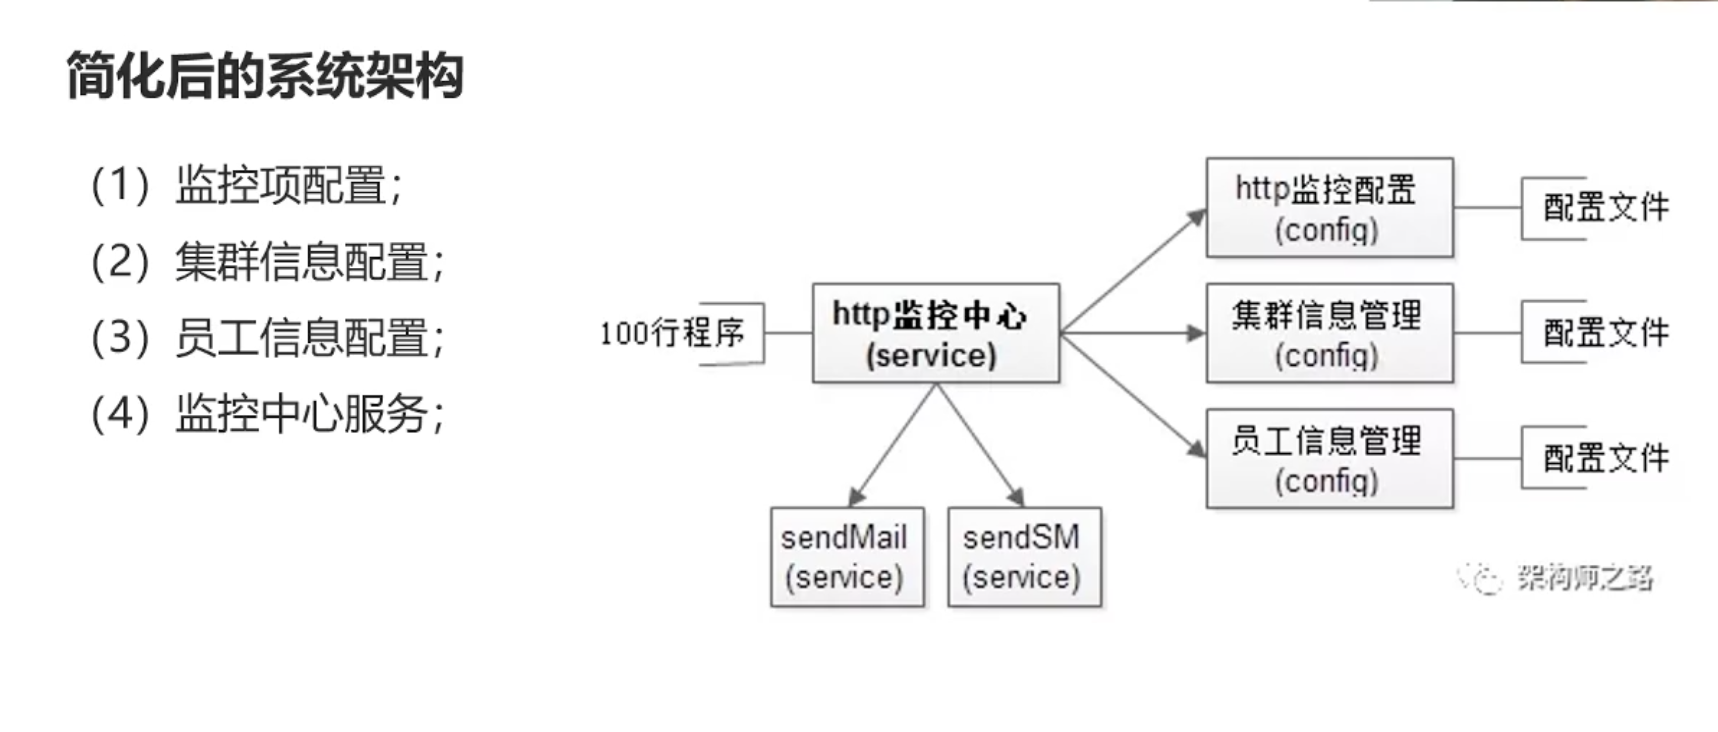 简化后的系统架构
（1）监控项配置；
（2）集群信息配置；
（3）员工信息配置；
（4）监控中心服务；
100行程序
http监控中心
(service)
http监控配置
(config)
配置文件
集群信息管理
(config)
配置文件
员工信息管理
(config)
配置文件
sendMail
(service)
sendSM
(service)
架构师之路